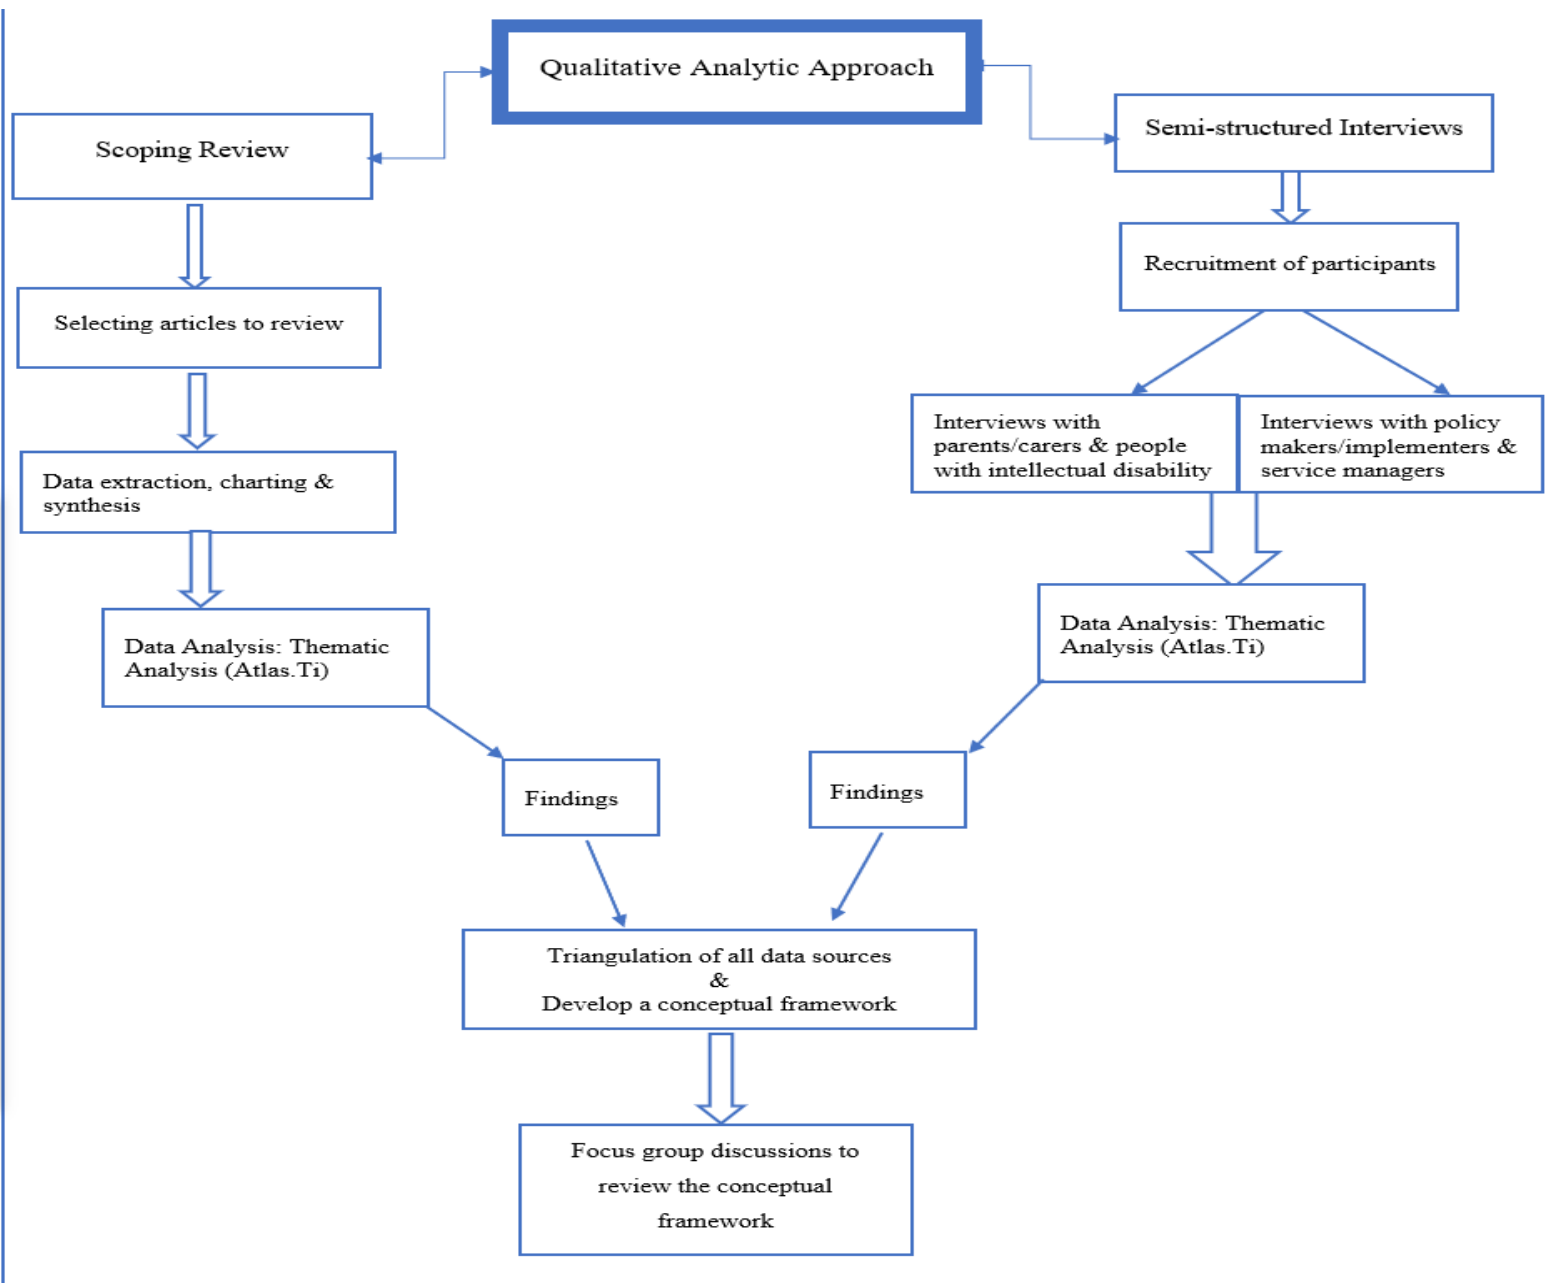 Qualitative Analytic Approach
Scoping Review
Semi-structured Interviews
Selecting articles to review
Recruitment of participants
Data extraction, charting &
synthesis
Interviews with
parents/carers & people
with intellectual disability
Interviews with policy
makers/implementers &
service managers
Data Analysis: Thematic
Analysis (Atlas.Ti)
Data Analysis: Thematic
Analysis (Atlas.Ti)
Findings
Findings
Triangulation of all data sources
&
Develop a conceptual framework
Focus group discussions to
review the conceptual
framework